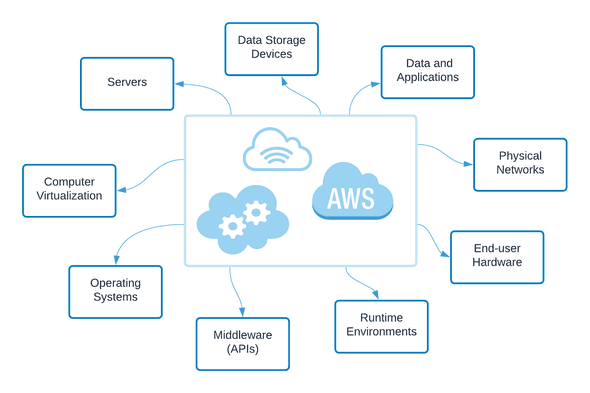 Data Storage
Devices
Data and
Applications
Servers
Physical
Networks
Computer
Virtualization
AWS
End-user
Hardware
Operating
Systems
Runtime
Environments
Middleware
(APIs)